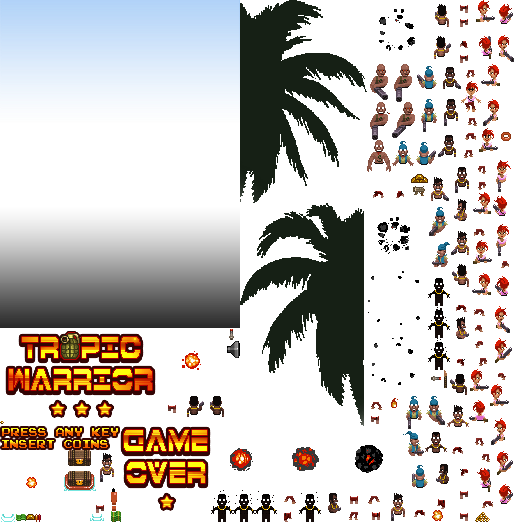 TROPIC
WARRIOR
PRESS ANY KEY
INSERT COINS
GAME
OVER